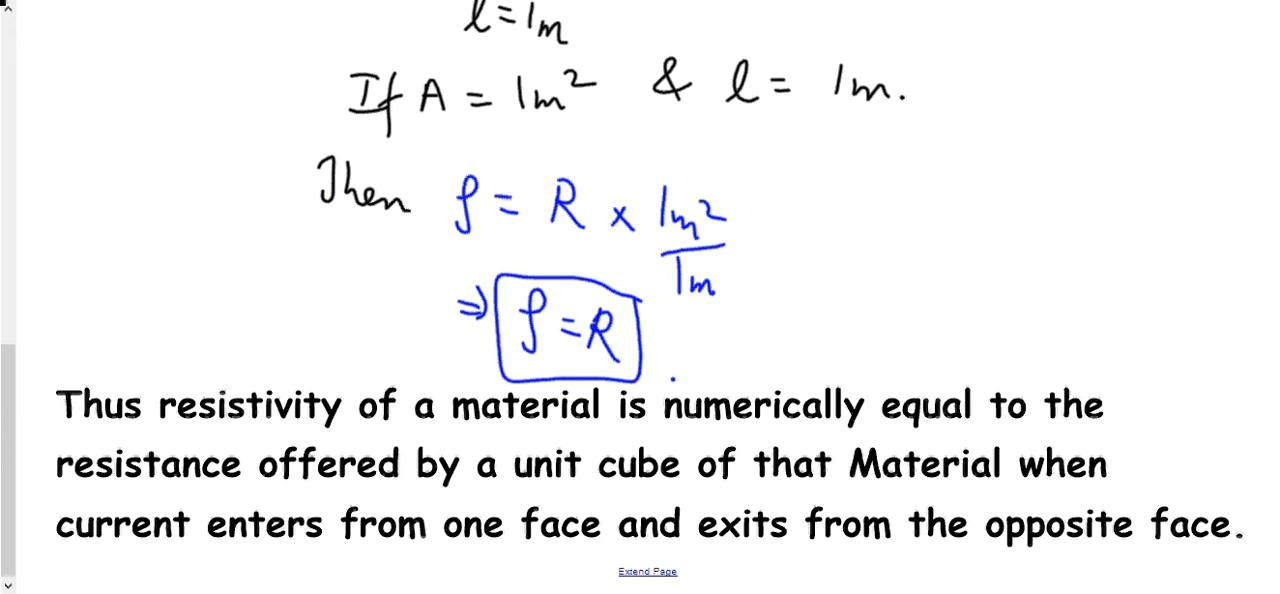 l = 1m
If A = 1m² & l = 1m.
Then ρ = R × 1m²/1m
⇒ ρ = R
Thus resistivity of a material is numerically equal to the
resistance offered by a unit cube of that Material when
current enters from one face and exits from the opposite face.
Extend Page